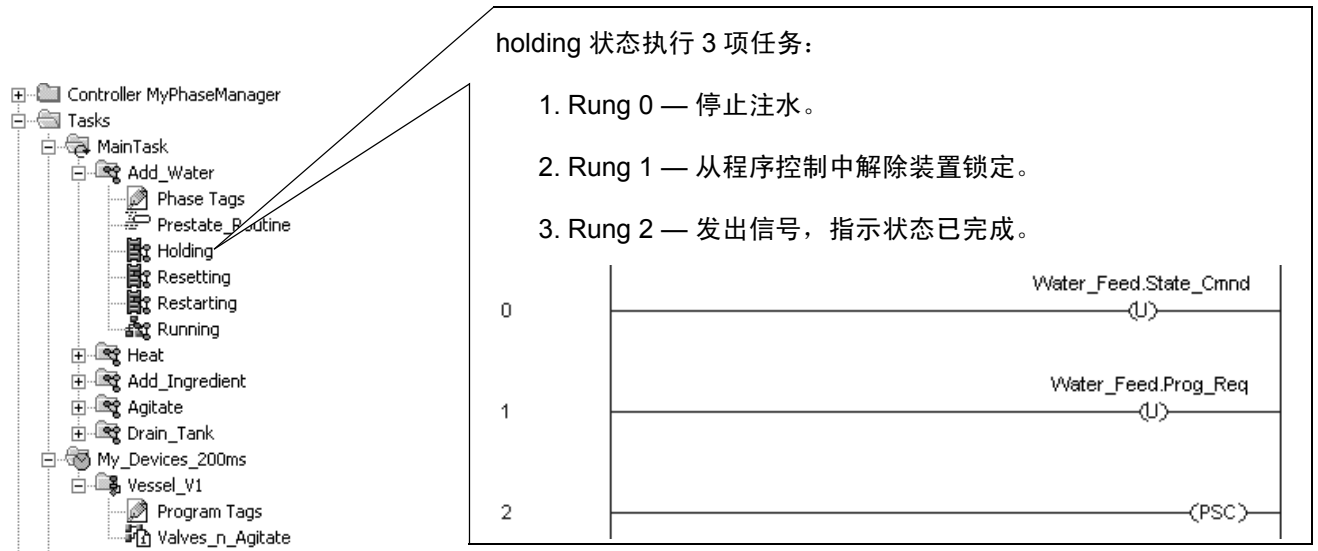 holding 状态执行 3 项任务：
1. Rung 0 — 停止注水。
2. Rung 1 — 从程序控制中解除装置锁定。
3. Rung 2 — 发出信号，指示状态已完成。
Controller MyPhaseManager
Tasks
MainTask
Add_Water
Phase Tags
Prestate_Routine
Holding
Resetting
Restarting
Running
Heat
Add_Ingredient
Agitate
Drain_Tank
My_Devices_200ms
Vessel_V1
Program Tags
Valves_n_Agitate
Water_Feed.State_Cmnd
0
(U)
Water_Feed.Prog_Req
1
(U)
2
(PSC)